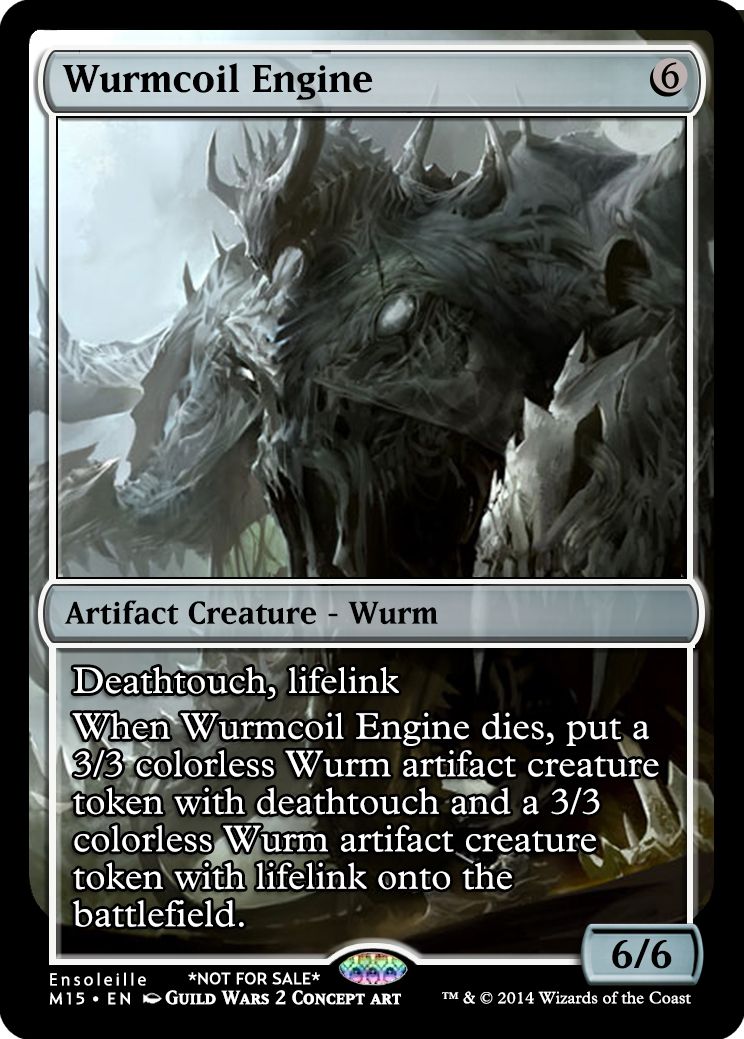 Wurmcoil Engine 6
Artifact Creature - Wurm
Deathtouch, lifelink
When Wurmcoil Engine dies, put a
3/3 colorless Wurm artifact creature
token with deathtouch and a 3/3
colorless Wurm artifact creature
token with lifelink onto the
battlefield.
6/6
Ensoleille *NOT FOR SALE*
M15 • EN Guild Wars 2 Concept art ™ & © 2014 Wizards of the Coast